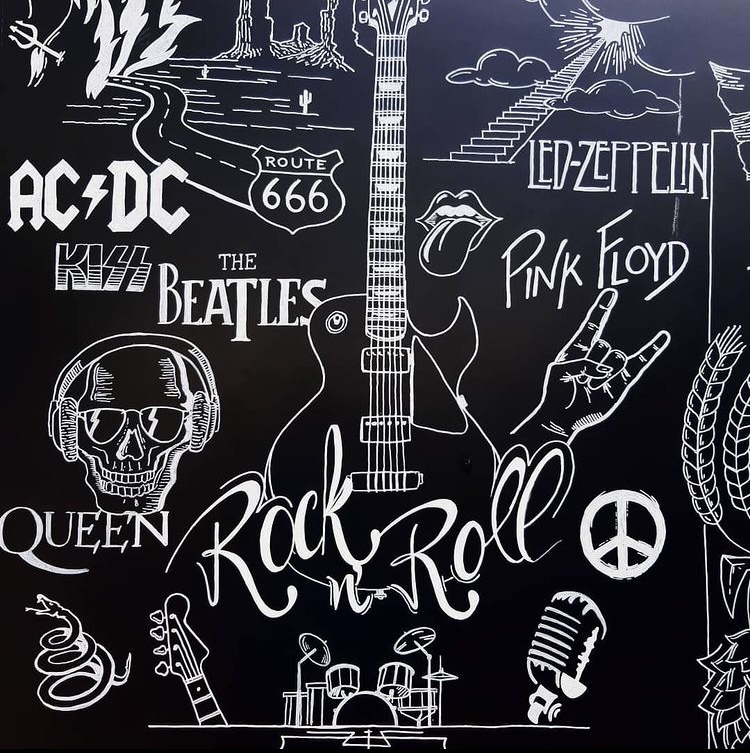 LED-ZEPPELIN
ROUTE
666
AC⚡DC
PINK FLOYD
KISS
THE
BEATLES
Rock
n Roll
QUEEN